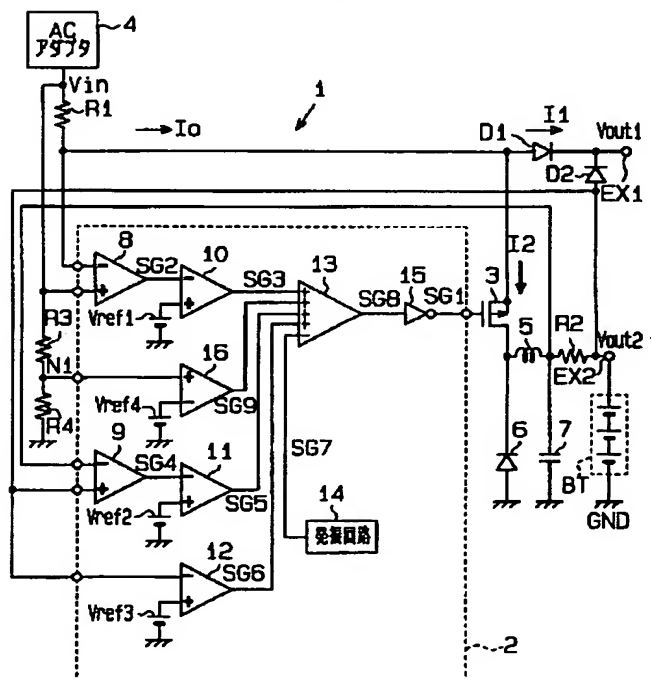 AC
アダプタ
4
Vin
R1
1
Io
D1
I1
Vout1
D2
EX1
8
SG2
10
SG3
13
15
SG8
SG1
I2
3
Vref1
R3
N1
R4
16
Vref4
SG9
5
R2
Vout2
EX2
9
SG4
11
SG5
SG7
6
7
BT
GND
Vref2
14
発振回路
12
SG6
Vref3
2